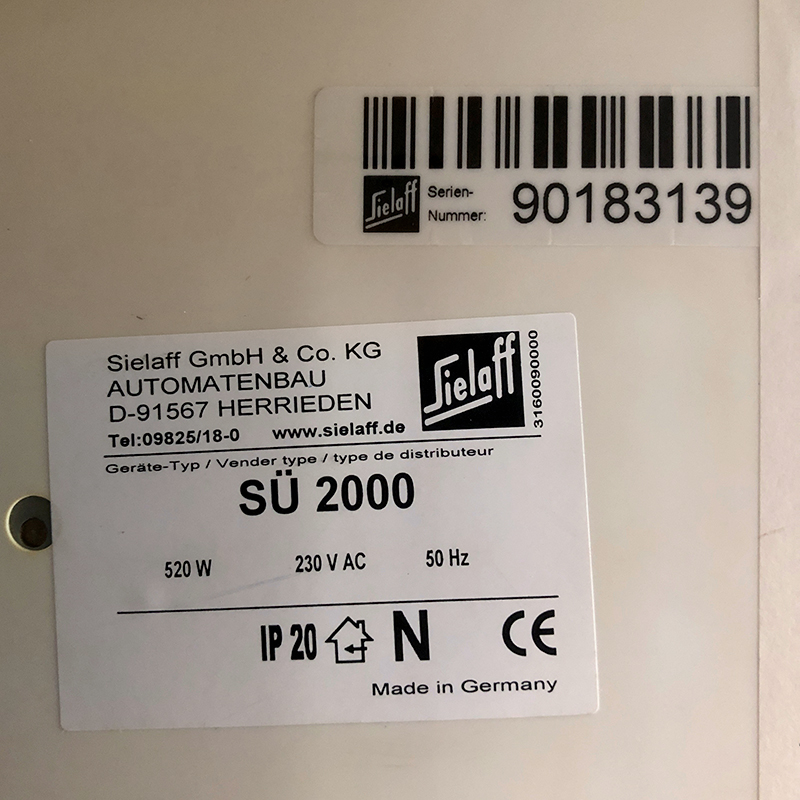 Sielaff
Serien-
Nummer:
90183139
Sielaff GmbH & Co. KG
AUTOMATENBAU
D-91567 HERRIEDEN
Tel:09825/18-0 www.sielaff.de
Sielaff
3160090000
Geräte-Typ / Vender type / type de distributeur
SÜ 2000
520 W 230 V AC 50 Hz
IP 20 N CE
Made in Germany